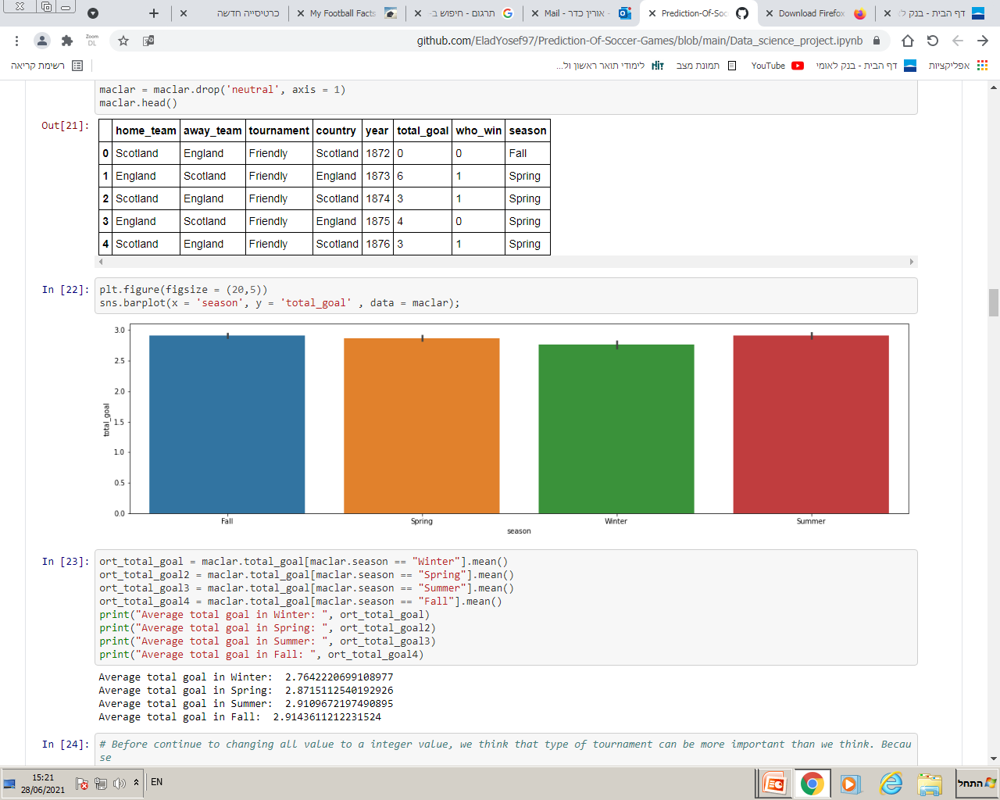 כרטיסייה חדשה
My Football Facts
תרגום - חיפוש ב-
Mail - אורין כדר
Prediction-Of-Soc
Download Firefox
דף הבית - בנק לא
Zoom
DL
github.com/EladYosef97/Prediction-Of-Soccer-Games/blob/main/Data_science_project.ipynb
רשימת קריאה
לימודי תואר ראשון ול...
HIT
תמונת מצב
YouTube
דף הבית - בנק לאומי
אפליקציות
maclar = maclar.drop('neutral', axis = 1)
maclar.head()
Out[21]:
home_team away_team tournament country year total_goal who_win season
0 Scotland England Friendly Scotland 1872 0 0 Fall
1 England Scotland Friendly England 1873 6 1 Spring
2 Scotland England Friendly Scotland 1874 3 1 Spring
3 England Scotland Friendly England 1875 4 0 Spring
4 Scotland England Friendly Scotland 1876 3 1 Spring
In [22]:
plt.figure(figsize = (20,5))
sns.barplot(x = 'season', y = 'total_goal' , data = maclar);
3.0
2.5
2.0
1.5
1.0
0.5
0.0
total_goal
Fall Spring Winter Summer
season
In [23]:
ort_total_goal = maclar.total_goal[maclar.season == "Winter"].mean()
ort_total_goal2 = maclar.total_goal[maclar.season == "Spring"].mean()
ort_total_goal3 = maclar.total_goal[maclar.season == "Summer"].mean()
ort_total_goal4 = maclar.total_goal[maclar.season == "Fall"].mean()
print("Average total goal in Winter: ", ort_total_goal)
print("Average total goal in Spring: ", ort_total_goal2)
print("Average total goal in Summer: ", ort_total_goal3)
print("Average total goal in Fall: ", ort_total_goal4)
Average total goal in Winter:  2.7642220699108977
Average total goal in Spring:  2.8715112540192926
Average total goal in Summer:  2.9109672197490895
Average total goal in Fall:  2.9143611212231524
In [24]:
# Before continue to changing all value to a integer value, we think that type of tournament can be more important than we think. Becau
se
15:21
28/06/2021
EN
התחל